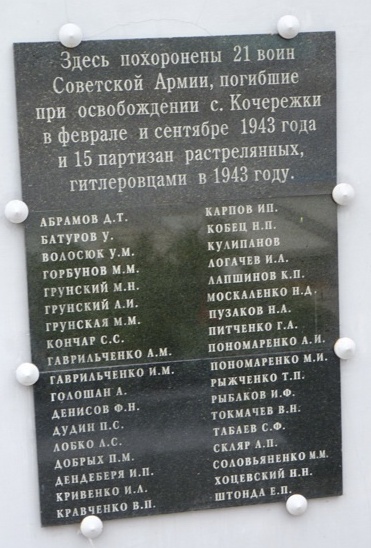 Здесь похоронены 21 воин
Советской Армии, погибшие
при освобождении с. Кочережки
в феврале и сентябре 1943 года
и 15 партизан растрелянных,
гитлеровцами в 1943 году.
АБРАМОВ Д.Т.
БАТУРОВ У.
ВОЛОСЮК У.М.
ГОРБУНОВ М.М.
ГРУНСКИЙ М.Н.
ГРУНСКИЙ А.И.
ГРУНСКАЯ М.М.
КОНЧАР С.С.
ГАВРИЛЬЧЕНКО А.М.
ГАВРИЛЬЧЕНКО И.М.
ГОЛОШАН А.
ДЕНИСОВ Ф.Н.
ДУДИН П.С.
ЛОБКО Л.С.
ДОБРЫХ П.М.
ДЕНДЕБЕРЯ И.П.
КРИВЕНКО И.Л.
КРАВЧЕНКО В.П.
КАРПОВ ИП.
КОБЕЦ Н.П.
КУЛИПАНОВ
ЛОГАЧЕВ И.А.
ЛАПШИНОВ К.П.
МОСКАЛЕНКО Н.Д.
ПУЗАКОВ Н.А.
ПИТЧЕНКО Г.А.
ПОНОМАРЕНКО А.И.
ПОНОМАРЕНКО М.И.
РЫЖЧЕНКО Т.П.
РЫБАКОВ И.Ф.
ТОКМАЧЕВ В.Н.
ТАБАЕВ С.Ф.
СКЛЯР А.П.
СОЛОВЬЯНЕНКО М.М.
ХОЦЕВСКИЙ Н.Н.
ШТОНДА Е.П.